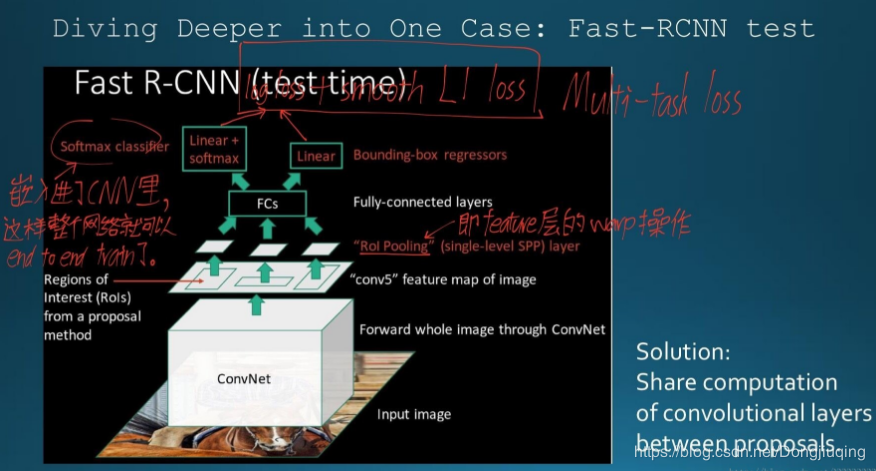 Diving Deeper into One Case: Fast-RCNN test
Fast R-CNN (test time)
log loss + smooth L1 loss
Multi-task loss
Softmax classifier
Linear +
softmax
Linear
Bounding-box regressors
嵌入进了CNN里,
这样整个网络就可以
end to end train了。
FCs
Fully-connected layers
即feature层的warp操作
"RoI Pooling" (single-level SPP) layer
Regions of
Interest (RoIs)
from a proposal
method
"conv5" feature map of image
Forward whole image through ConvNet
ConvNet
Input image
Solution:
Share computation
of convolutional layers
between proposals.
https://blog.csdn.net/Dongjiuqing